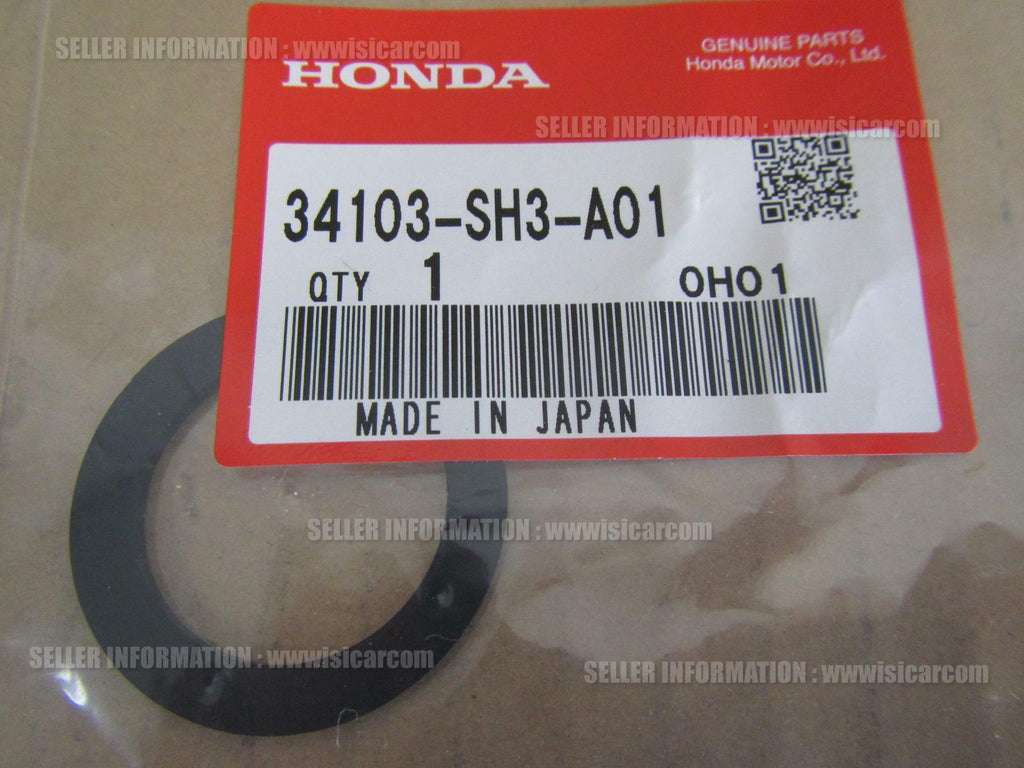 SELLER INFORMATION : wwwisicarcom
HONDA
GENUINE PARTS
Honda Motor Co., Ltd.
SELLER INFORMATION : wwwisicarcom
34103-SH3-A01
QTY 1 0H01
MADE IN JAPAN
SELLER INFORMATION : wwwisicarcom
SELLER INFORMATION : wwwisicarcom
SELLER INFORMATION : wwwisicarcom